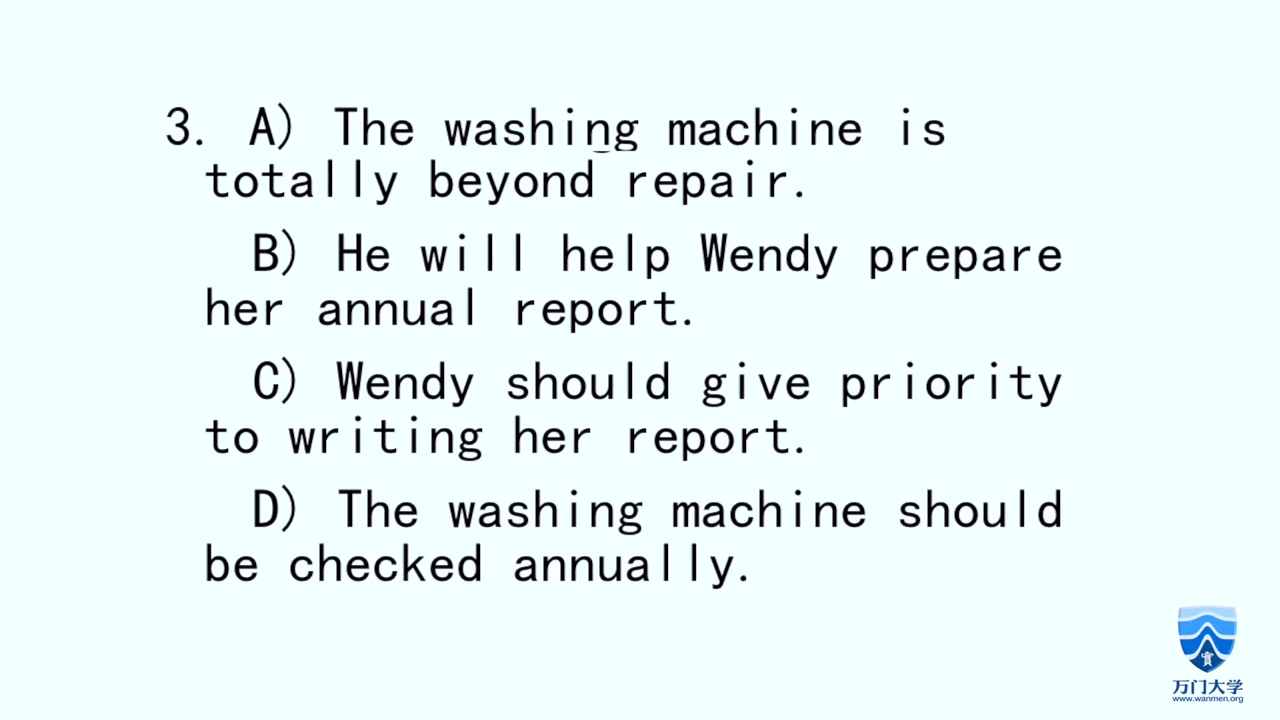 3. A) The washing machine is
totally beyond repair.
B) He will help Wendy prepare
her annual report.
C) Wendy should give priority
to writing her report.
D) The washing machine should
be checked annually.
万门大学
www.wanmen.org